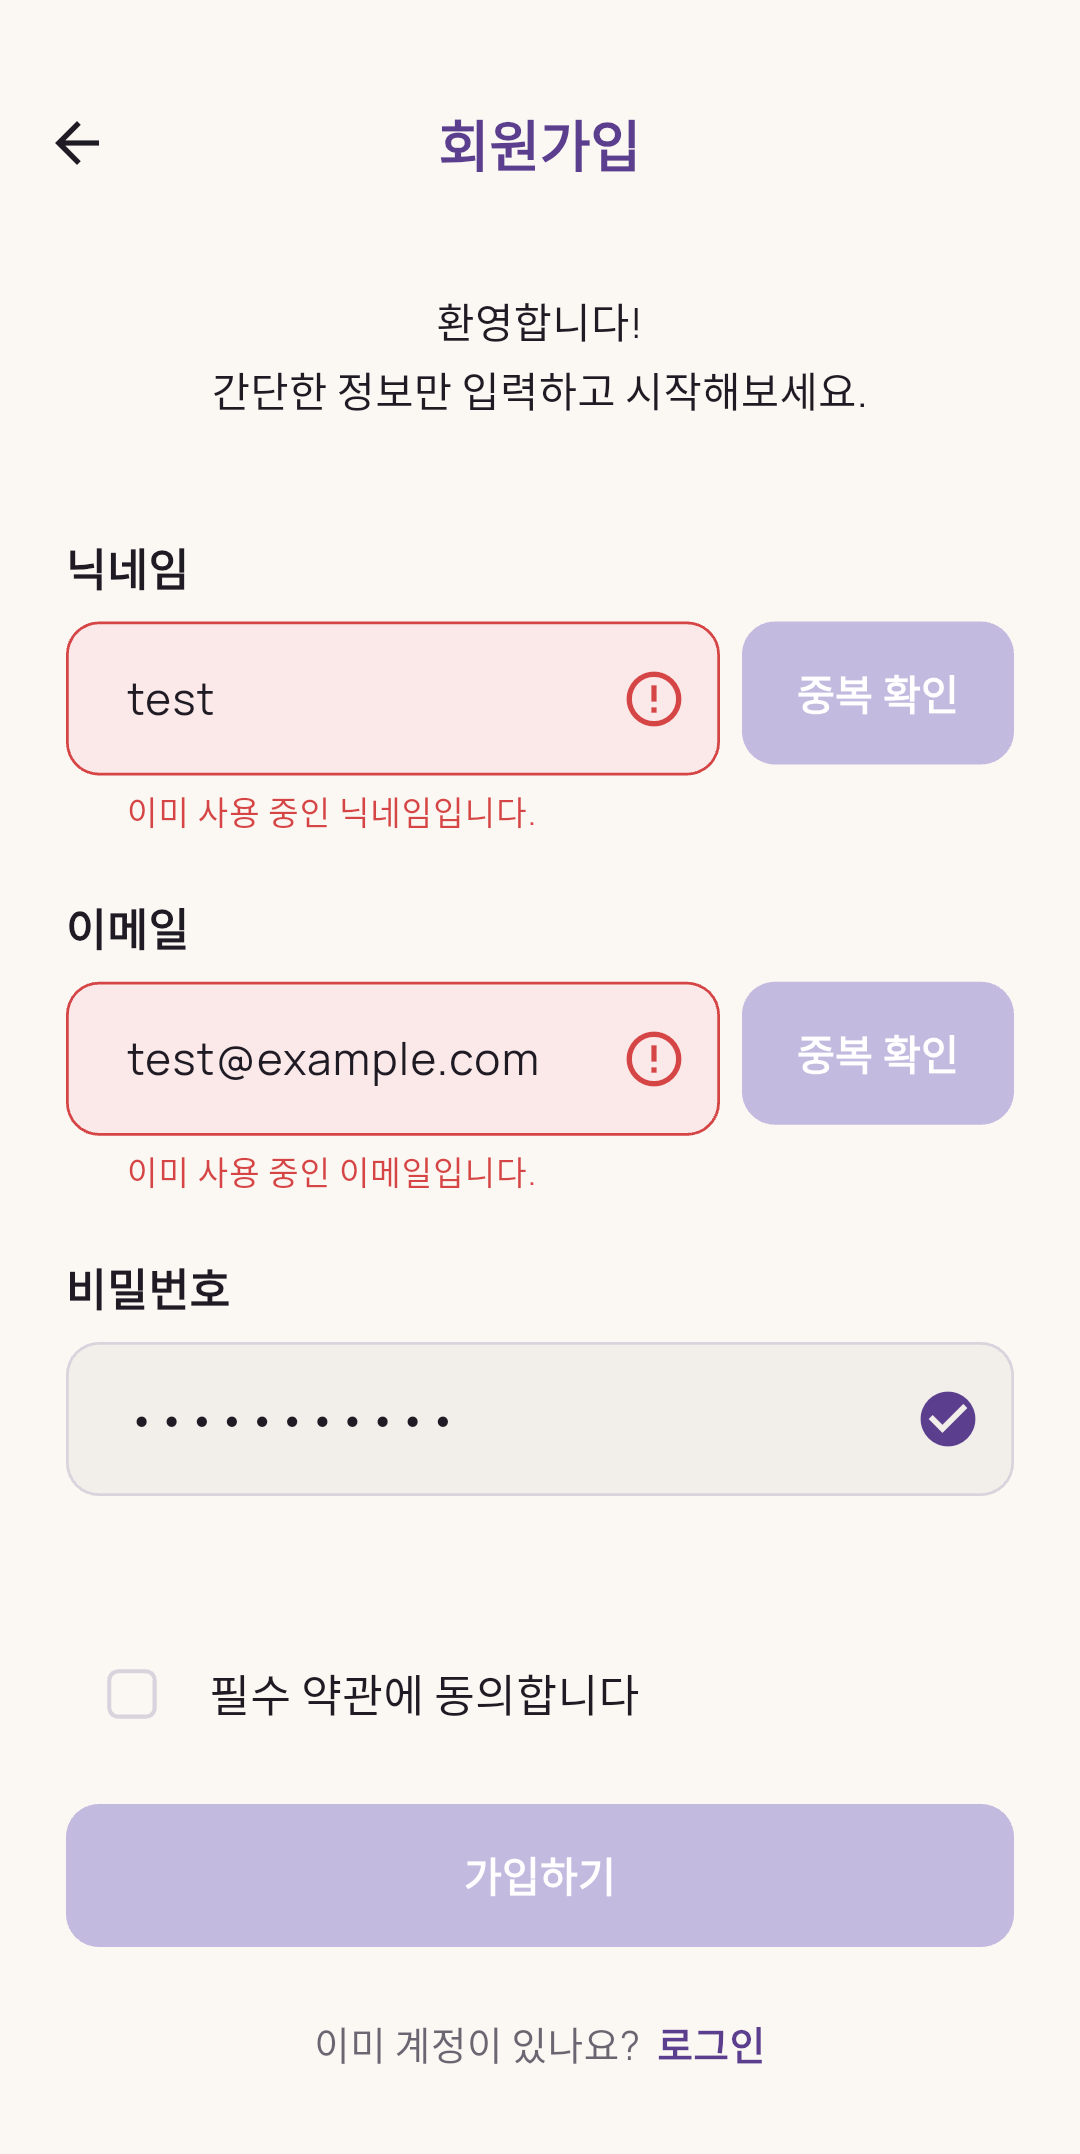 회원가입
환영합니다!
간단한 정보만 입력하고 시작해보세요.
닉네임
test
중복 확인
이미 사용 중인 닉네임입니다.
이메일
test@example.com
중복 확인
이미 사용 중인 이메일입니다.
비밀번호
•••••••••••
필수 약관에 동의합니다
가입하기
이미 계정이 있나요? 로그인